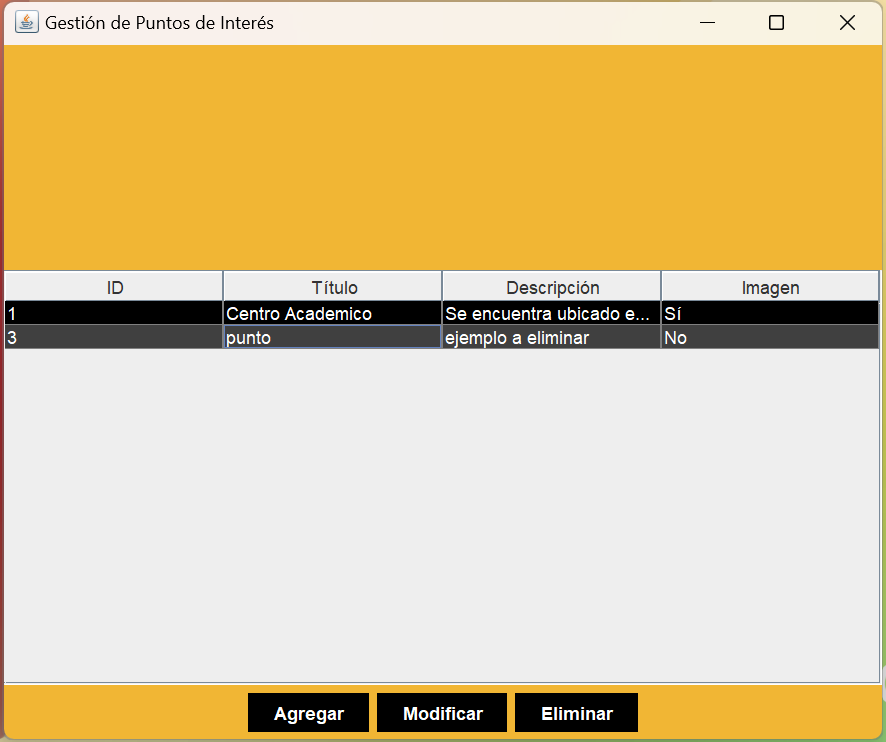 Gestión de Puntos de Interés
ID Título Descripción Imagen
1 Centro Academico Se encuentra ubicado e... Sí
3 punto ejemplo a eliminar No
Agregar Modificar Eliminar